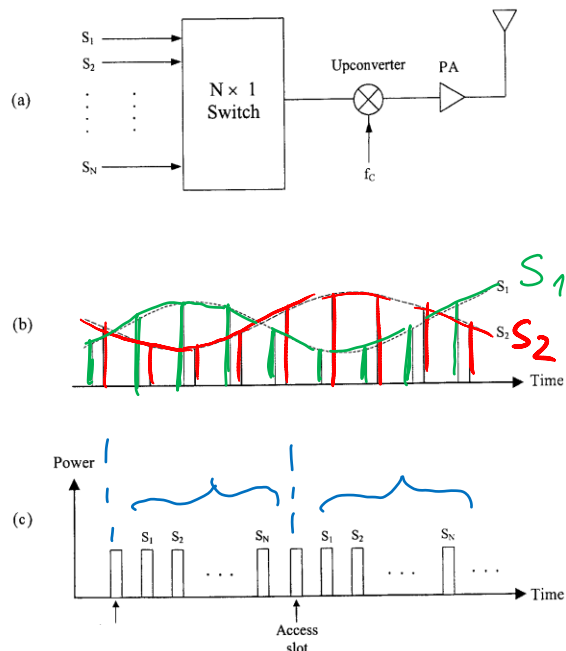 (a)
S1
S2
SN
N × 1
Switch
Upconverter
PA
fC
(b)
S1
S1
S2
S2
Time
Power
(c)
S1 S2 SN S1 S2 SN
. . . . . . . . .
Time
Access
slot